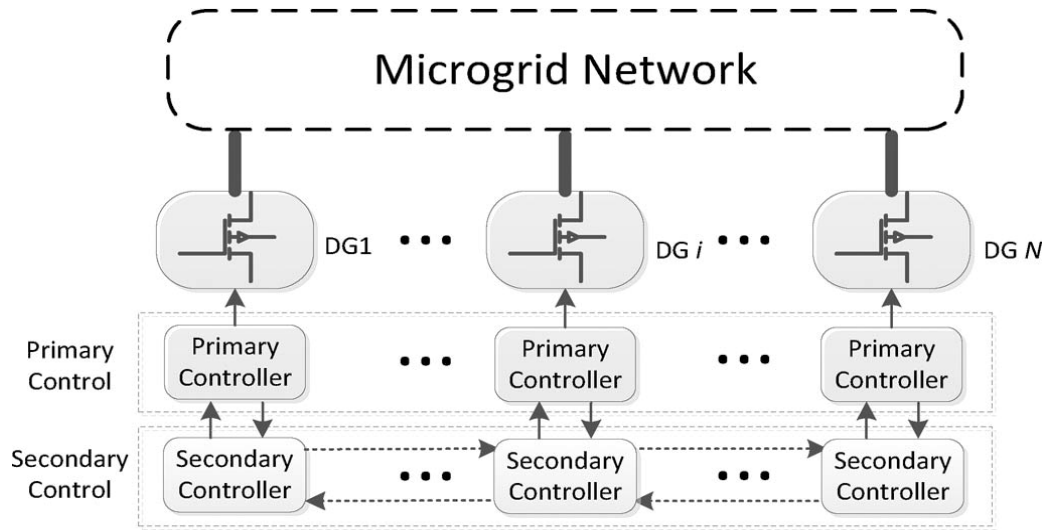 Microgrid Network
DG1
DG i
DG N
Primary
Control
Primary
Controller
Primary
Controller
Primary
Controller
Secondary
Control
Secondary
Controller
Secondary
Controller
Secondary
Controller